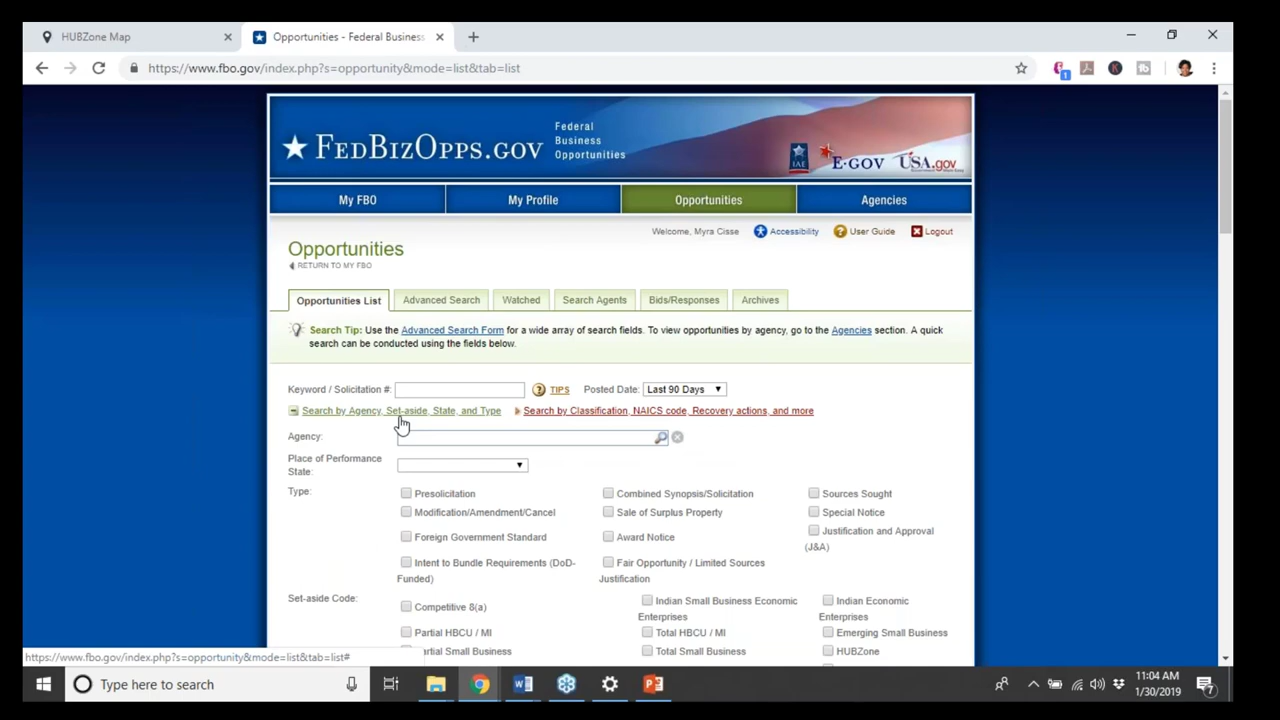 HUBZone Map
Opportunities - Federal Business
https://www.fbo.gov/index.php?s=opportunity&mode=list&tab=list
1
FEDBIZOPPS.GOV
Federal
Business
Opportunities
IAE
E-GOV
USA.gov
My FBO
My Profile
Opportunities
Agencies
Welcome, Myra Cisse
Accessibility
User Guide
Logout
Opportunities
RETURN TO MY FBO
Opportunities List
Advanced Search
Watched
Search Agents
Bids/Responses
Archives
Search Tip: Use the Advanced Search Form for a wide array of search fields. To view opportunities by agency, go to the Agencies section. A quick
search can be conducted using the fields below.
Keyword / Solicitation #:
TIPS
Posted Date:
Last 90 Days
Search by Agency, Set-aside, State, and Type
Search by Classification, NAICS code, Recovery actions, and more
Agency:
Place of Performance
State:
Type:
Presolicitation
Combined Synopsis/Solicitation
Sources Sought
Modification/Amendment/Cancel
Sale of Surplus Property
Special Notice
Foreign Government Standard
Award Notice
Justification and Approval
(J&A)
Intent to Bundle Requirements (DoD-
Funded)
Fair Opportunity / Limited Sources
Justification
Set-aside Code:
Competitive 8(a)
Indian Small Business Economic
Enterprises
Indian Economic
Enterprises
Partial HBCU / MI
Total HBCU / MI
Emerging Small Business
Small Business
Total Small Business
HUBZone
https://www.fbo.gov/index.php?s=opportunity&mode=list&tab=list#
Type here to search
11:04 AM
1/30/2019
7